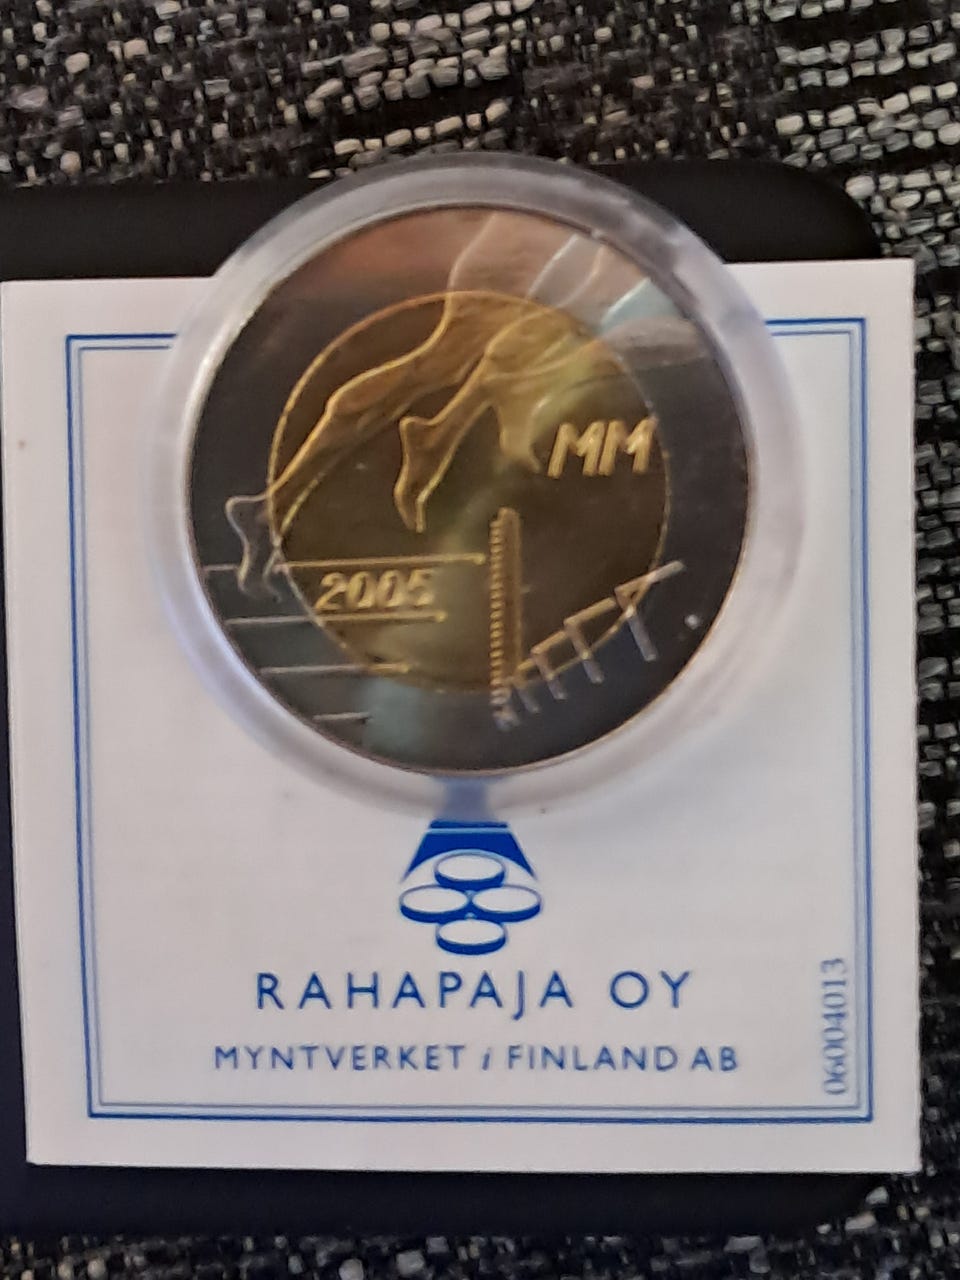 MM
2005
RAHAPAJA OY
MYNTVERKET i FINLAND AB
06004013